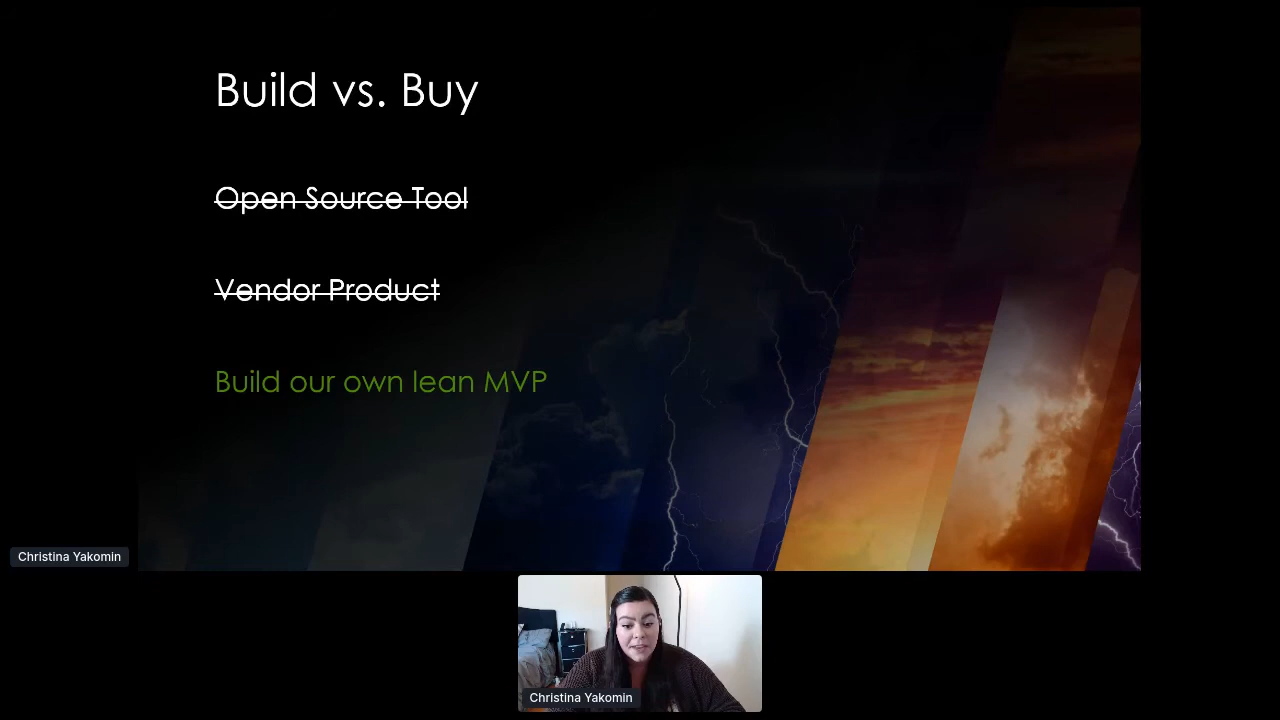 Build vs. Buy
Open Source Tool
Vendor Product
Build our own lean MVP
Christina Yakomin
Christina Yakomin